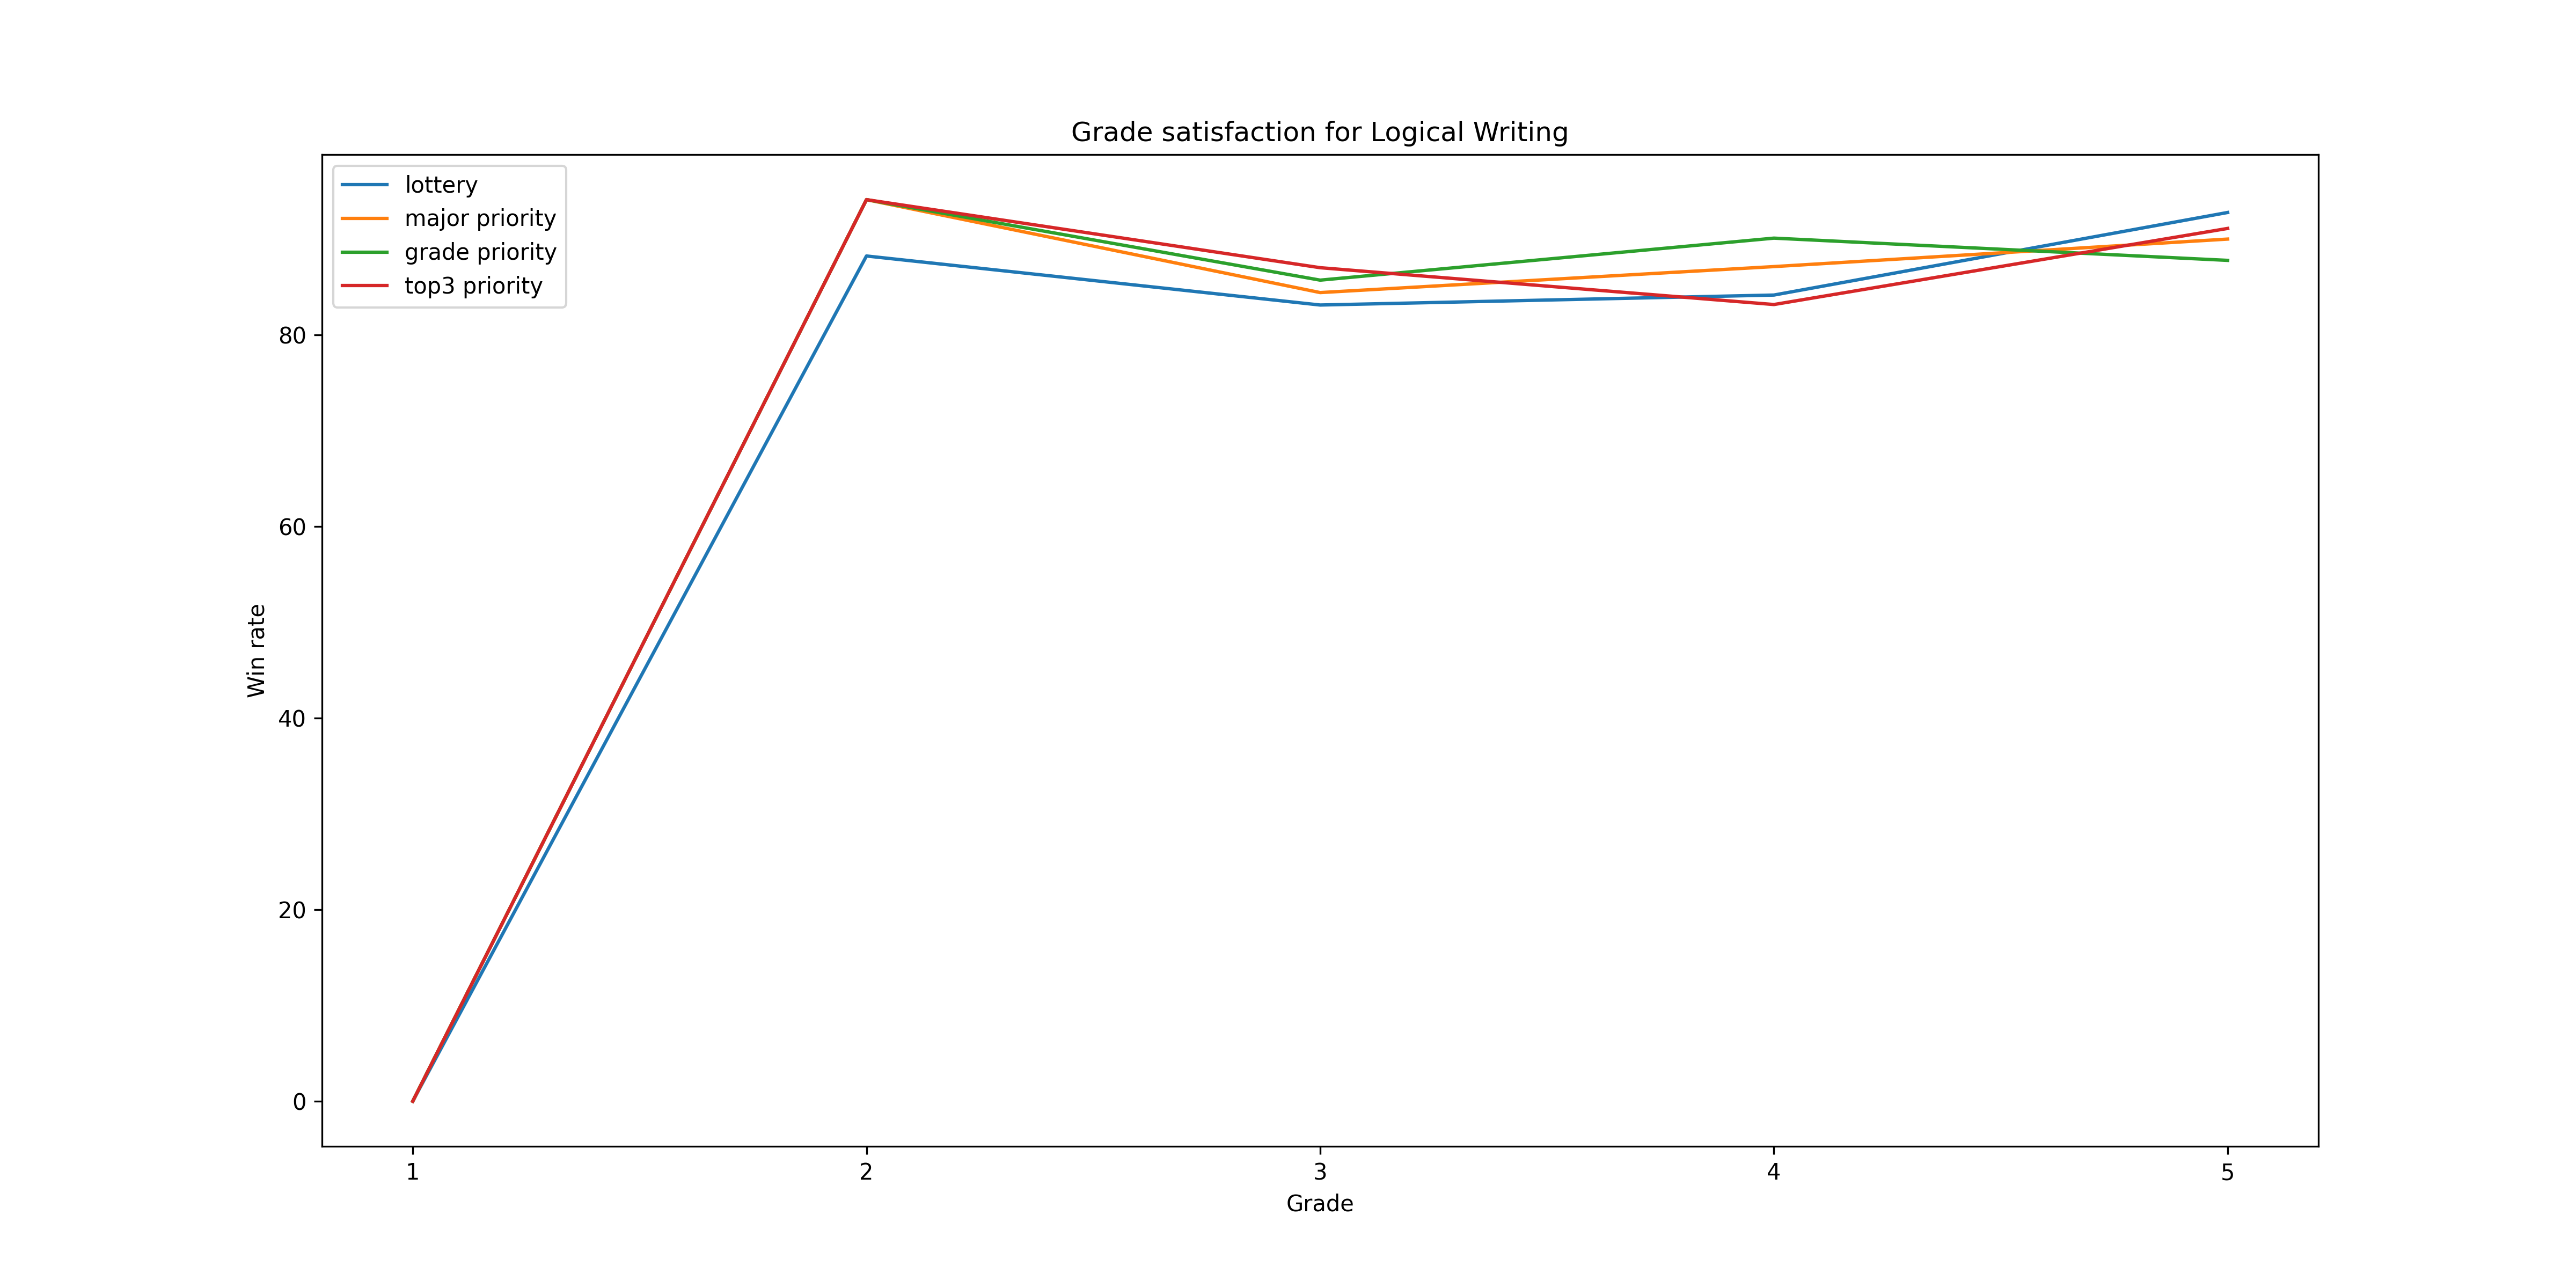 Grade satisfaction for Logical Writing
lottery
major priority
grade priority
top3 priority
80
60
40
20
0
Win rate
1 2 3 4 5
Grade